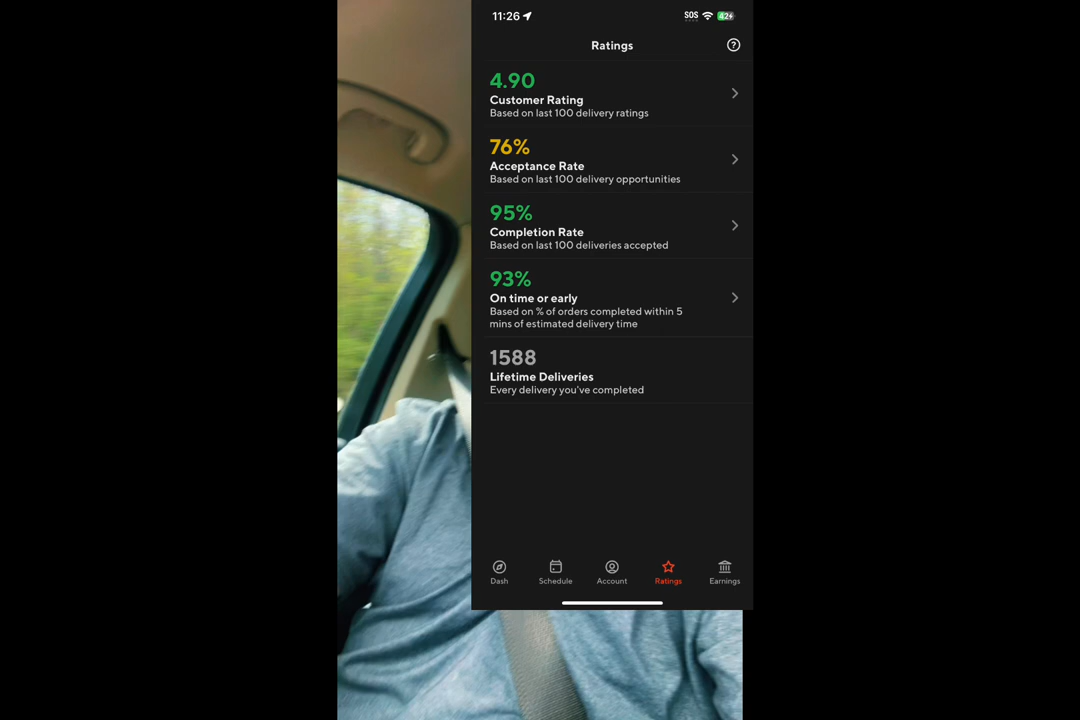 11:26
SOS
42
Ratings
4.90
Customer Rating
Based on last 100 delivery ratings
76%
Acceptance Rate
Based on last 100 delivery opportunities
95%
Completion Rate
Based on last 100 deliveries accepted
93%
On time or early
Based on % of orders completed within 5
mins of estimated delivery time
1588
Lifetime Deliveries
Every delivery you've completed
Dash Schedule Account Ratings Earnings